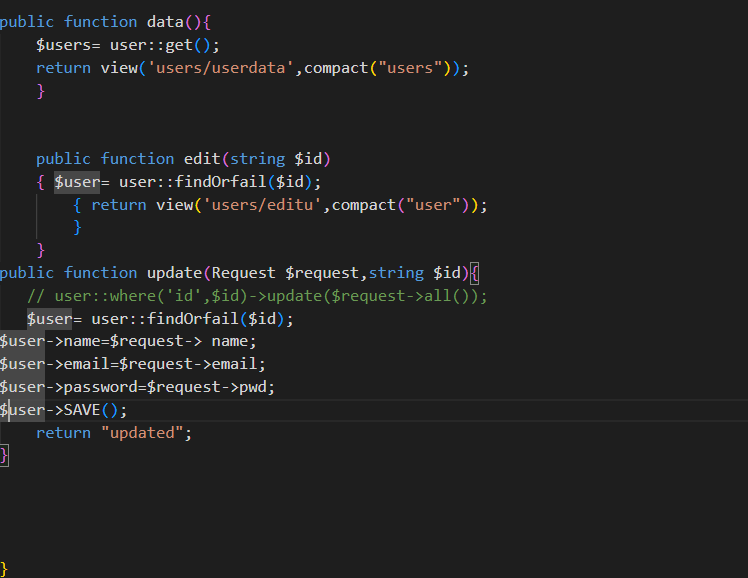 public function data(){
$users= user::get();
return view('users/userdata',compact("users"));
}
public function edit(string $id)
{ $user= user::findOrfail($id);
{ return view('users/editu',compact("user"));
}
}
public function update(Request $request,string $id){
// user::where('id',$id)->update($request->all());
$user= user::findOrfail($id);
$user->name=$request-> name;
$user->email=$request->email;
$user->password=$request->pwd;
$user->SAVE();
return "updated";
}
}